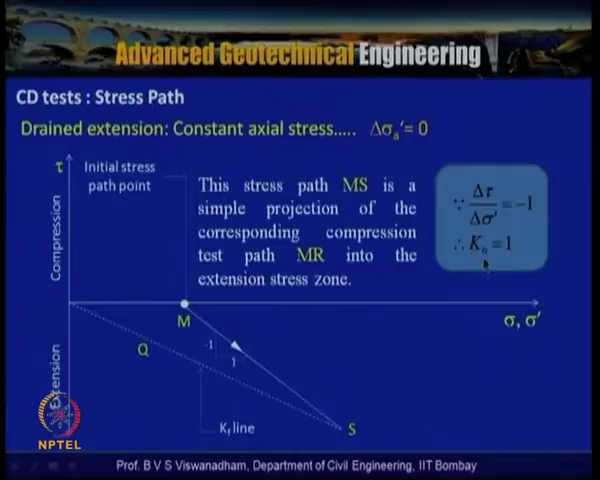 Advanced Geotechnical Engineering
CD tests : Stress Path
Drained extension: Constant axial stress..... Δσₐ′= 0
τ
Initial stress
path point
Compression
This stress path MS is a
simple projection of the
corresponding compression
test path MR into the
extension stress zone.
∵ Δτ/Δσ' = -1
∴ K₀ = 1
M
σ, σ′
Q
-1
1
Extension
K_f line
S
NPTEL
Prof. B V S Viswanadham, Department of Civil Engineering, IIT Bombay